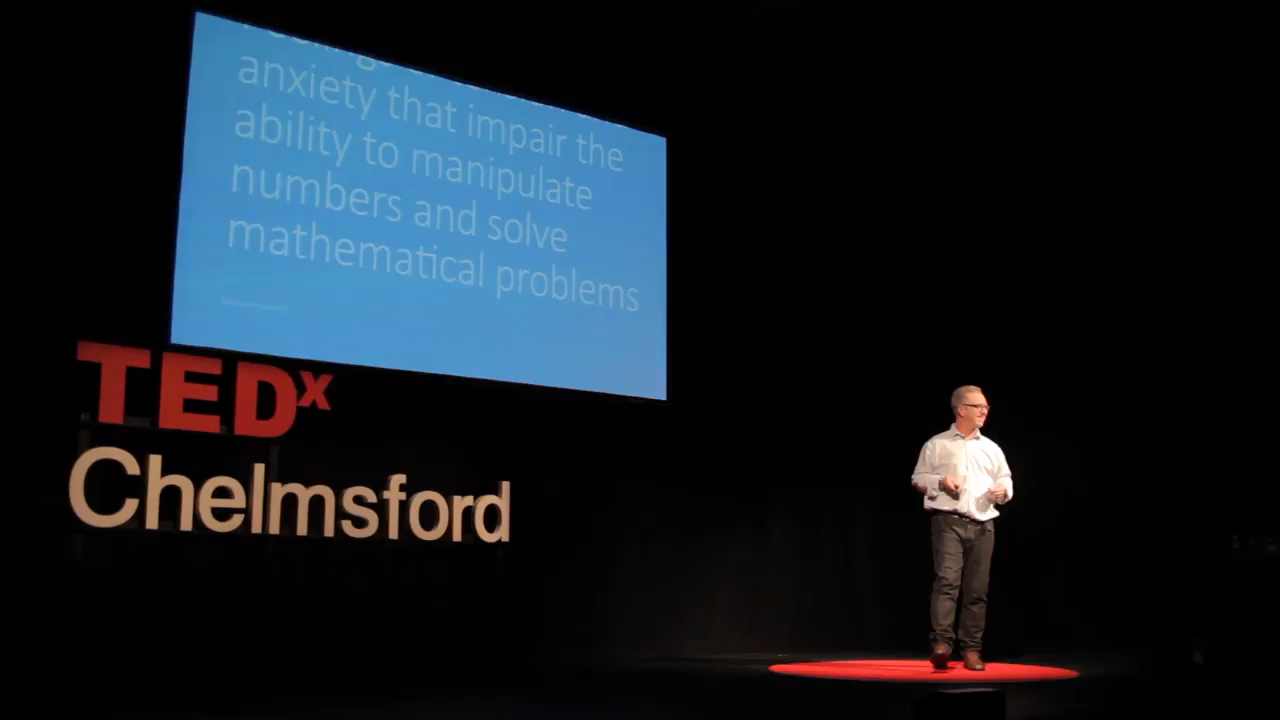 anxiety that impair the
ability to manipulate
numbers and solve
mathematical problems
TEDx
Chelmsford